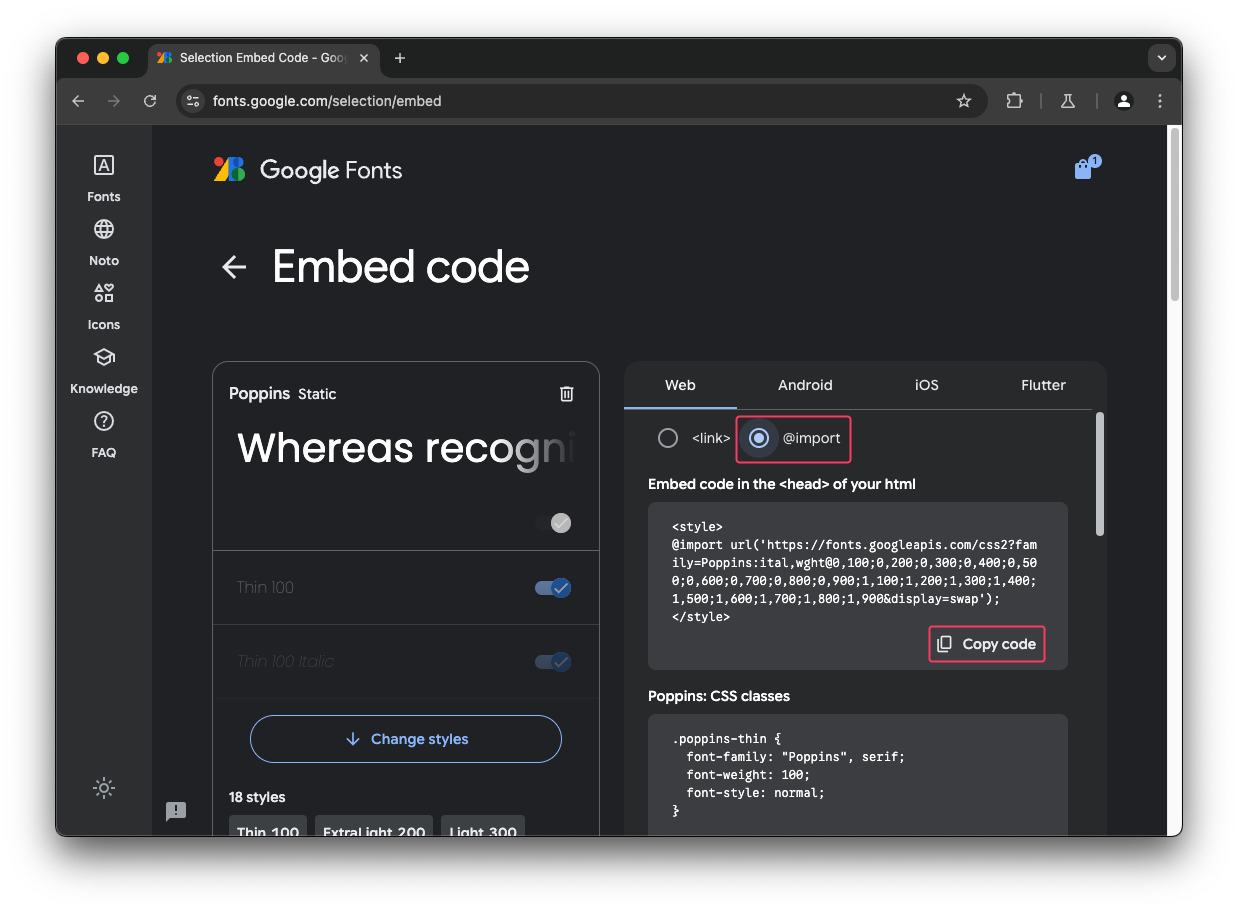 Selection Embed Code - Goo
fonts.google.com/selection/embed
Fonts
Noto
Icons
Knowledge
FAQ
Google Fonts
1
Embed code
Poppins Static
Whereas recogni
Thin 100
Thin 100 Italic
Change styles
18 styles
Thin 100 ExtraLight 200 Light 300
Web Android iOS Flutter
<link> @import
Embed code in the <head> of your html
<style>
@import url('https://fonts.googleapis.com/css2?fam
ily=Poppins:ital,wght@0,100;0,200;0,300;0,400;0,50
0;0,600;0,700;0,800;0,900;1,100;1,200;1,300;1,400;
1,500;1,600;1,700;1,800;1,900&display=swap');
</style>
Copy code
Poppins: CSS classes
.poppins-thin {
font-family: "Poppins", serif;
font-weight: 100;
font-style: normal;
}